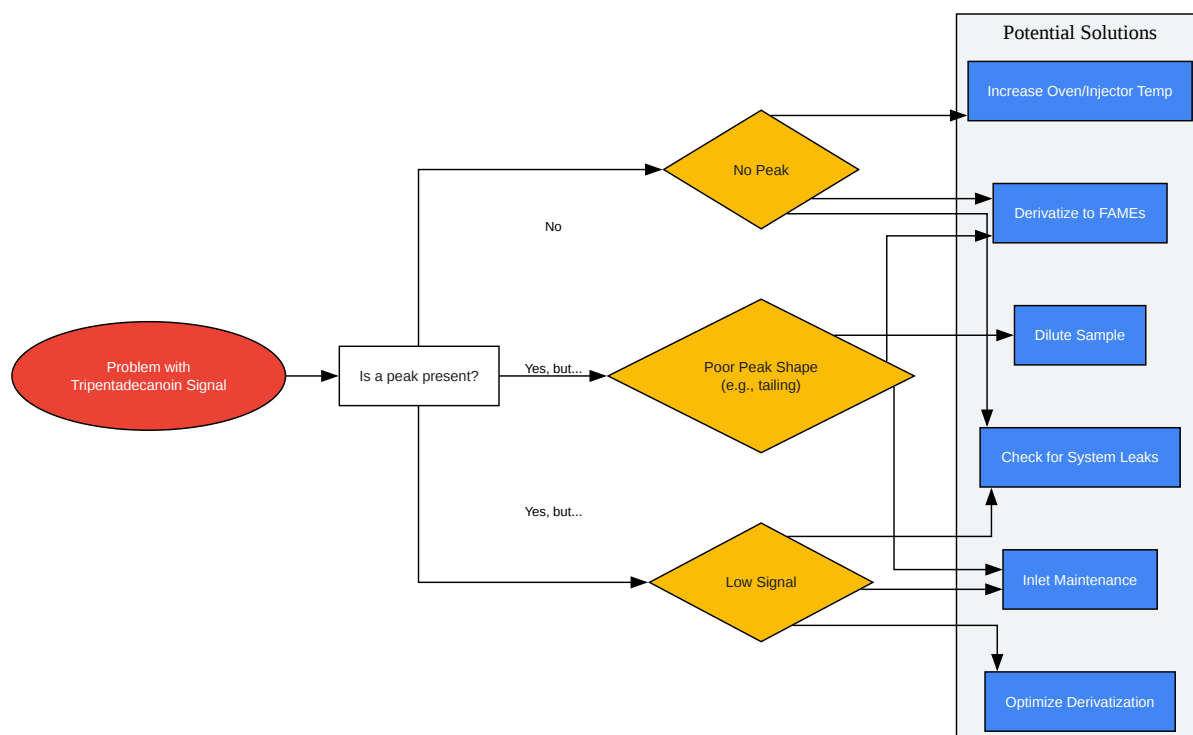 Potential Solutions
Increase Oven/Injector Temp
No Peak
Derivatize to FAMEs
No
Dilute Sample
Problem with
Tripentadecanoin Signal
Is a peak present?
Yes, but...
Poor Peak Shape
(e.g., tailing)
Check for System Leaks
Yes, but...
Low Signal
Inlet Maintenance
Optimize Derivatization